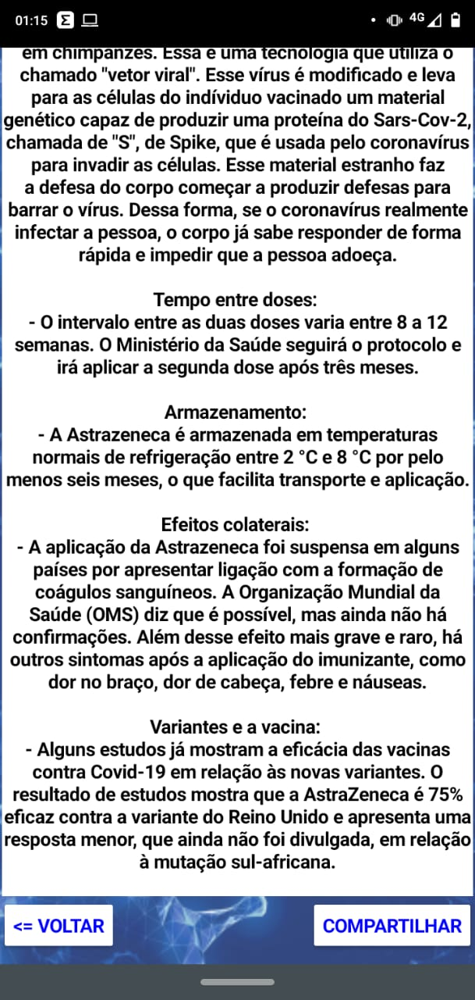 01:15
4G
em chimpanzés. Essa é uma tecnologia que utiliza o
chamado "vetor viral". Esse vírus é modificado e leva
para as células do indíviduo vacinado um material
genético capaz de produzir uma proteína do Sars-Cov-2,
chamada de "S", de Spike, que é usada pelo coronavírus
para invadir as células. Esse material estranho faz
a defesa do corpo começar a produzir defesas para
barrar o vírus. Dessa forma, se o coronavírus realmente
infectar a pessoa, o corpo já sabe responder de forma
rápida e impedir que a pessoa adoeça.
Tempo entre doses:
- O intervalo entre as duas doses varia entre 8 a 12
semanas. O Ministério da Saúde seguirá o protocolo e
irá aplicar a segunda dose após três meses.
Armazenamento:
- A Astrazeneca é armazenada em temperaturas
normais de refrigeração entre 2 °C e 8 °C por pelo
menos seis meses, o que facilita transporte e aplicação.
Efeitos colaterais:
- A aplicação da Astrazeneca foi suspensa em alguns
países por apresentar ligação com a formação de
coágulos sanguíneos. A Organização Mundial da
Saúde (OMS) diz que é possível, mas ainda não há
confirmações. Além desse efeito mais grave e raro, há
outros sintomas após a aplicação do imunizante, como
dor no braço, dor de cabeça, febre e náuseas.
Variantes e a vacina:
- Alguns estudos já mostram a eficácia das vacinas
contra Covid-19 em relação às novas variantes. O
resultado de estudos mostra que a AstraZeneca é 75%
eficaz contra a variante do Reino Unido e apresenta uma
resposta menor, que ainda não foi divulgada, em relação
à mutação sul-africana.
<= VOLTAR
COMPARTILHAR